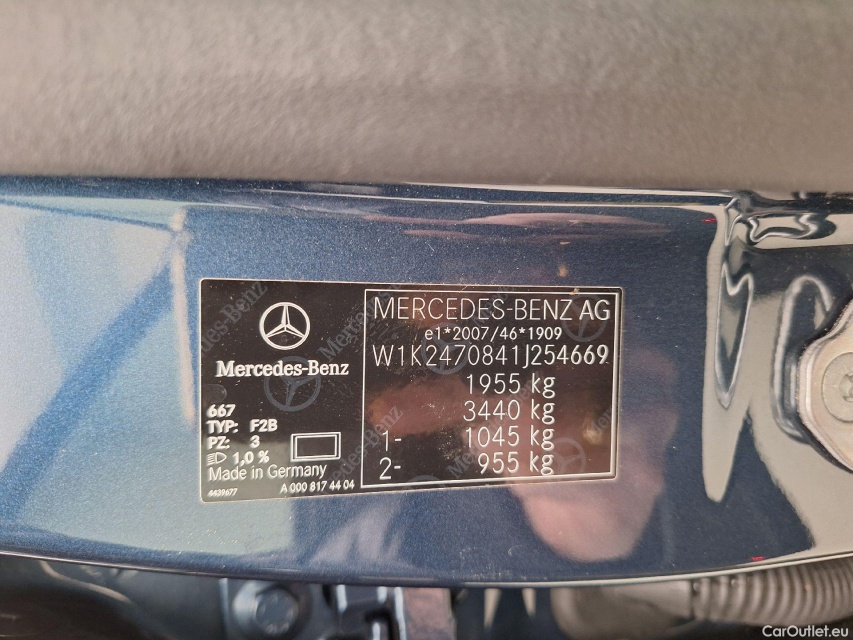 Mercedes-Benz
667
TYP: F2B
PZ: 3
1,0 %
Made in Germany
4439677
A 000 817 44 04
MERCEDES-BENZ AG
e1*2007/46*1909
W1K2470841J254669
1955 kg
3440 kg
1- 1045 kg
2- 955 kg
CarOutlet.eu